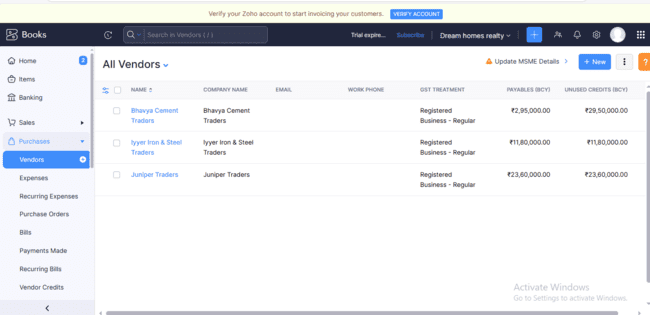 Verify your Zoho account to start invoicing your customers. VERIFY ACCOUNT
Books
Search in Vendors ( / )
Trial expire... Subscribe Dream homes realty
Home 2
Items
Banking
Sales
Purchases
Vendors
Expenses
Recurring Expenses
Purchase Orders
Bills
Payments Made
Recurring Bills
Vendor Credits
All Vendors
Update MSME Details
+ New
?
NAME COMPANY NAME EMAIL WORK PHONE GST TREATMENT PAYABLES (BCY) UNUSED CREDITS (BCY)
Bhavya Cement Traders Bhavya Cement Traders Registered Business - Regular ₹2,95,000.00 ₹29,50,000.00
Iyyer Iron & Steel Traders Iyyer Iron & Steel Traders Registered Business - Regular ₹11,80,000.00 ₹11,80,000.00
Juniper Traders Juniper Traders Registered Business - Regular ₹23,60,000.00 ₹23,60,000.00
Activate Windows
Go to Settings to activate Windows.